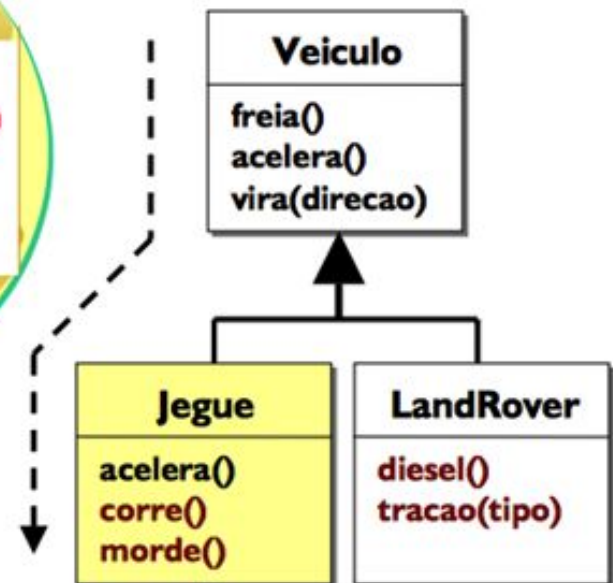 Veiculo
freia()
acelera()
vira(direcao)
Jegue
acelera()
corre()
morde()
LandRover
diesel()
tracao(tipo)